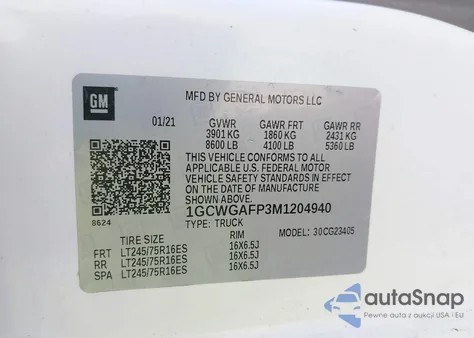 GM
MFD BY GENERAL MOTORS LLC
01/21 GVWR GAWR FRT GAWR RR
3901 KG 1860 KG 2431 KG
8600 LB 4100 LB 5360 LB
THIS VEHICLE CONFORMS TO ALL
APPLICABLE U.S. FEDERAL MOTOR
VEHICLE SAFETY STANDARDS IN
EFFECT ON THE DATE OF
MANUFACTURE SHOWN ABOVE.
1GCWGAFP3M1204940
8624
TYPE: TRUCK
TIRE SIZE RIM MODEL: 30CG23405
FRT LT245/75R16ES 16X6.5J
RR LT245/75R16ES 16X6.5J
SPA LT245/75R16ES 16X6.5J
autaSnap
Pewne auta z aukcji USA i EU